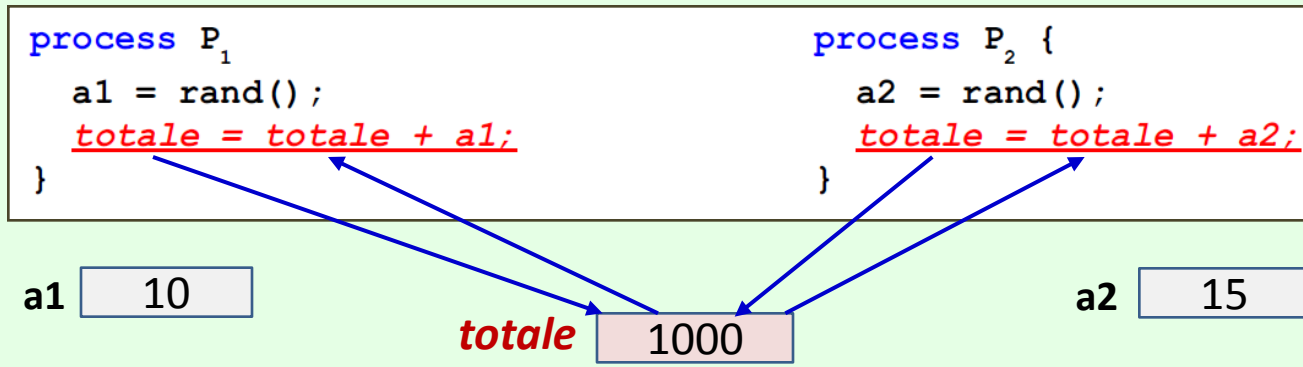 process P1
a1 = rand();
totale = totale + a1;
}
process P2 {
a2 = rand();
totale = totale + a2;
}
a1 10
totale 1000
a2 15